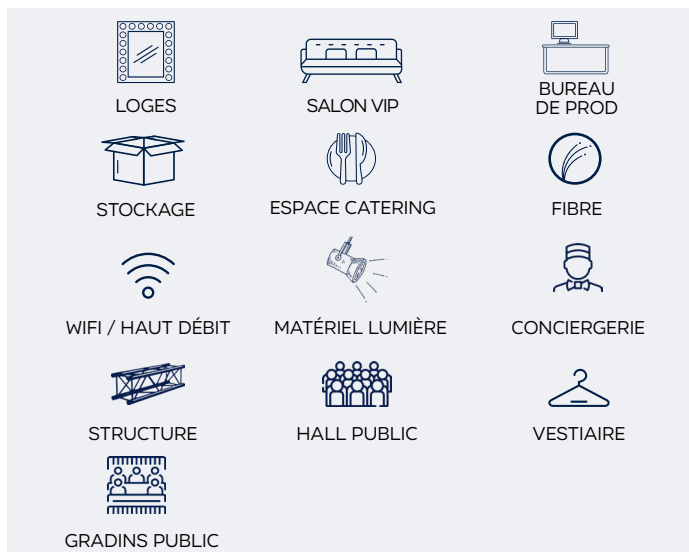 LOGES
SALON VIP
BUREAU
DE PROD
STOCKAGE
ESPACE CATERING
FIBRE
WIFI / HAUT DÉBIT
MATÉRIEL LUMIÈRE
CONCIERGERIE
STRUCTURE
HALL PUBLIC
VESTIAIRE
GRADINS PUBLIC